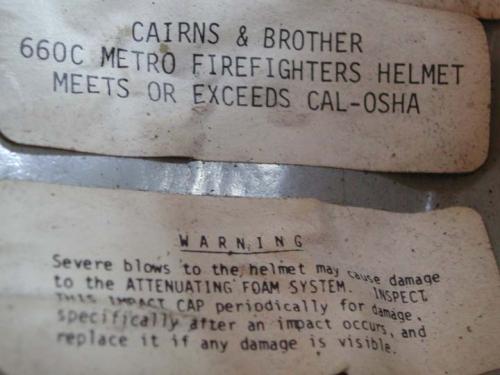 CAIRNS & BROTHER
660C METRO FIREFIGHTERS HELMET
MEETS OR EXCEEDS CAL-OSHA
WARNING
Severe blows to the helmet may cause damage
to the ATTENUATING FOAM SYSTEM. INSPECT
THIS IMPACT CAP periodically for damage,
specifically after an impact occurs, and
replace it if any damage is visible.